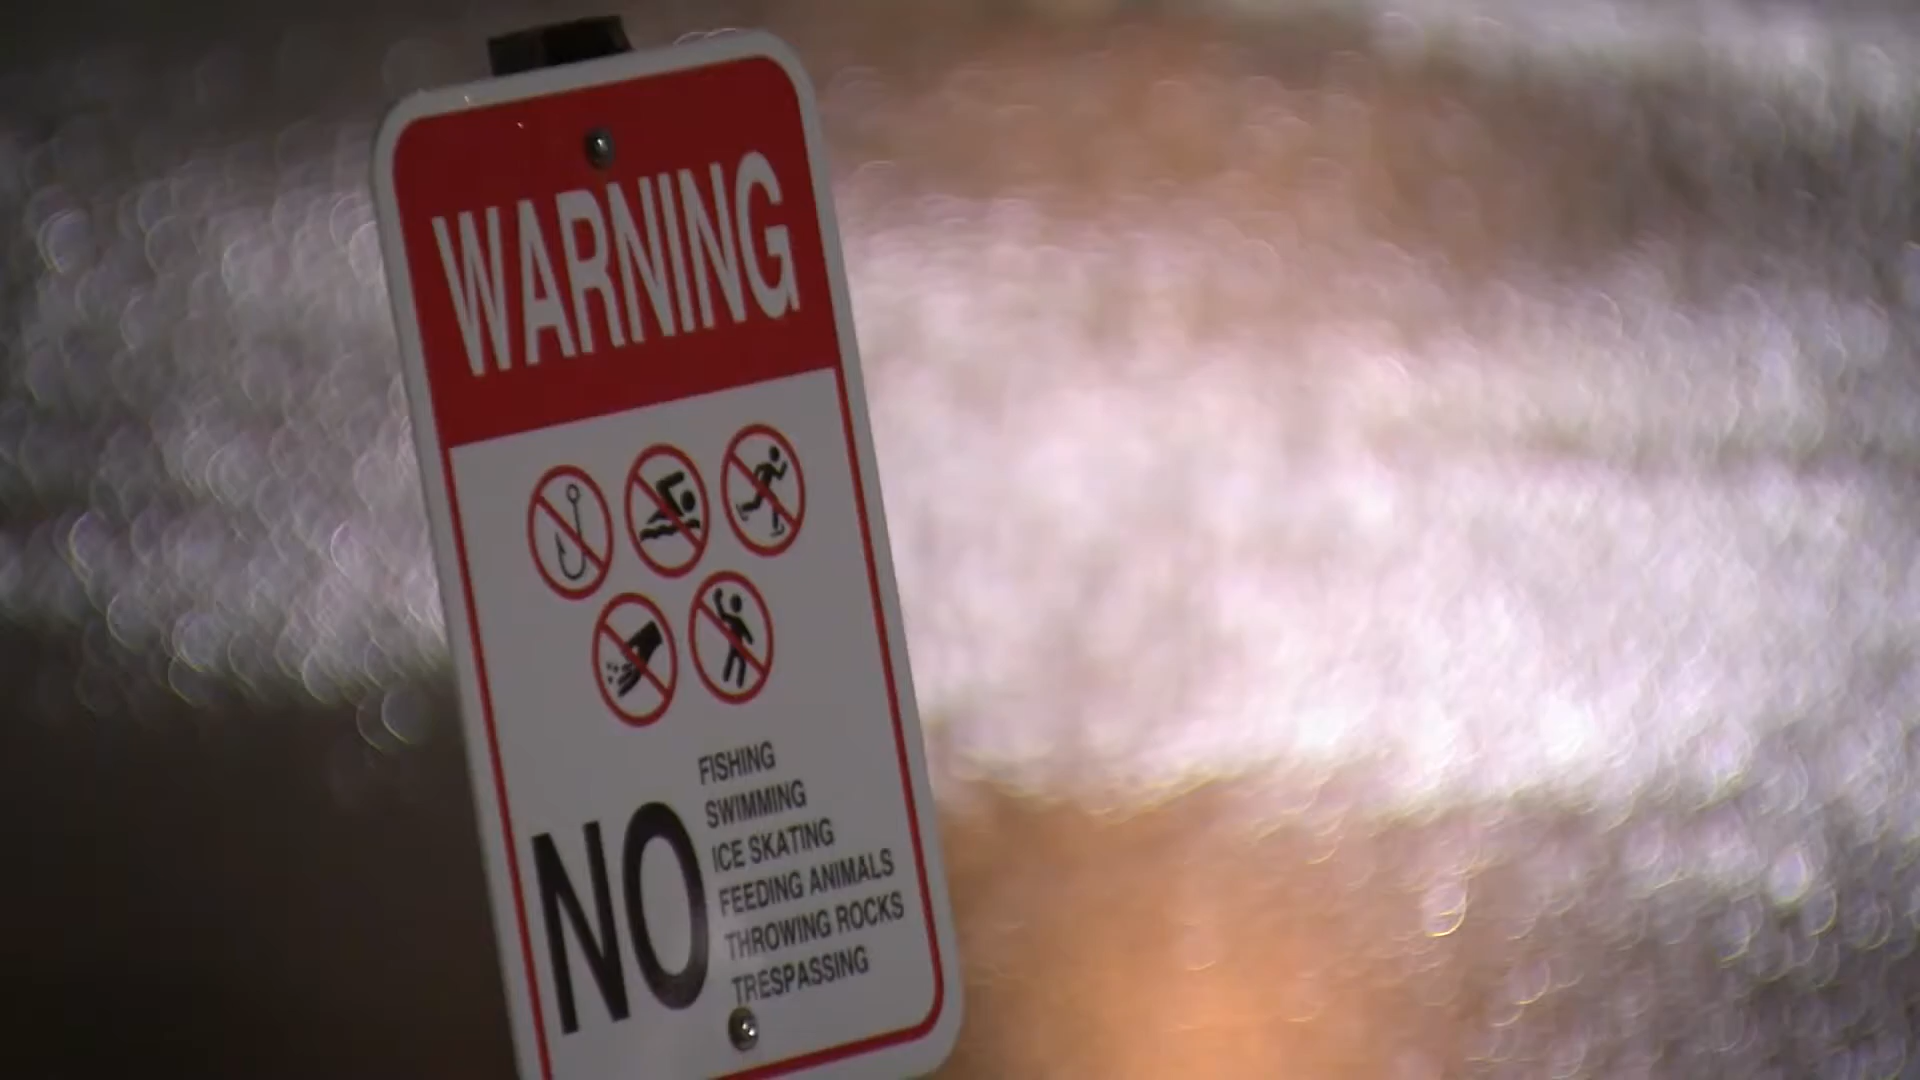 WARNING
NO
FISHING
SWIMMING
ICE SKATING
FEEDING ANIMALS
THROWING ROCKS
TRESPASSING